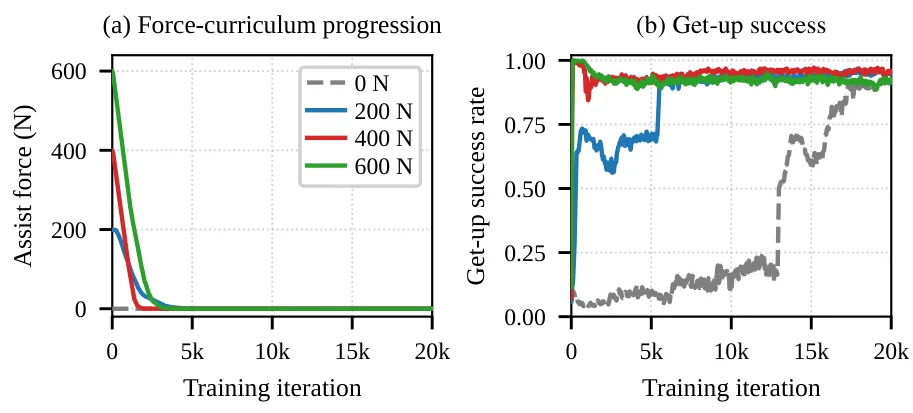 (a) Force-curriculum progression
Assist force (N)
600
400
200
0
0 N
200 N
400 N
600 N
0
5k
10k
15k
20k
Training iteration
(b) Get-up success
Get-up success rate
1.00
0.75
0.50
0.25
0.00
0
5k
10k
15k
20k
Training iteration